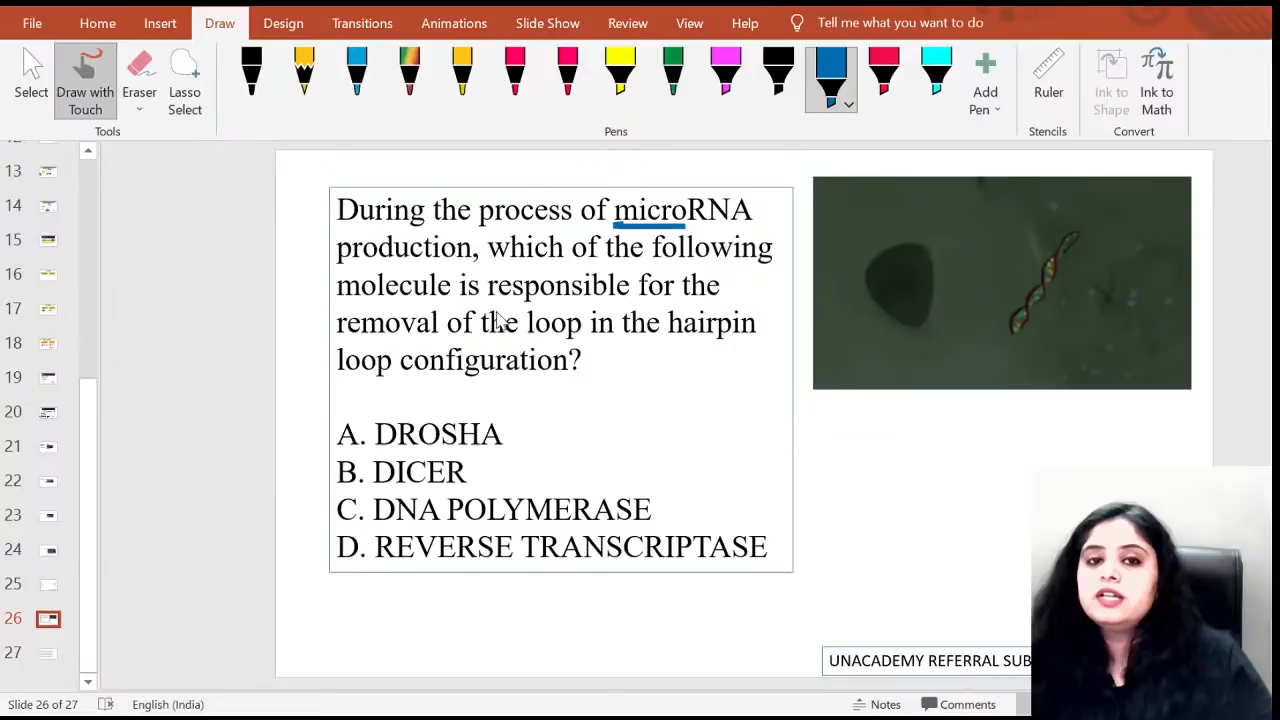 File Home Insert Draw Design Transitions Animations Slide Show Review View Help Tell me what you want to do
Select Draw with Touch Eraser Lasso Select Add Pen Ruler Ink to Shape Ink to Math
Tools Pens Stencils Convert
13
14
15
16
17
18
19
20
21
22
23
24
25
26
27
During the process of microRNA
production, which of the following
molecule is responsible for the
removal of the loop in the hairpin
loop configuration?
A. DROSHA
B. DICER
C. DNA POLYMERASE
D. REVERSE TRANSCRIPTASE
UNACADEMY REFERRAL SUB
Slide 26 of 27 English (India) Notes Comments